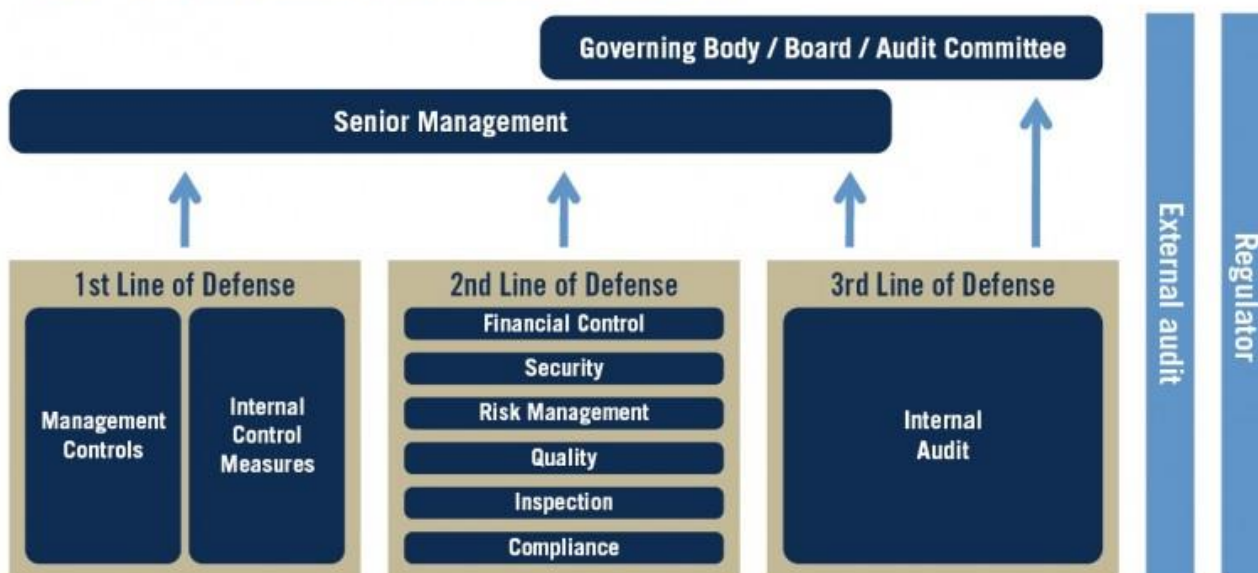 Governing Body / Board / Audit Committee
Senior Management
1st Line of Defense
Management
Controls
Internal
Control
Measures
2nd Line of Defense
Financial Control
Security
Risk Management
Quality
Inspection
Compliance
3rd Line of Defense
Internal
Audit
External audit
Regulator